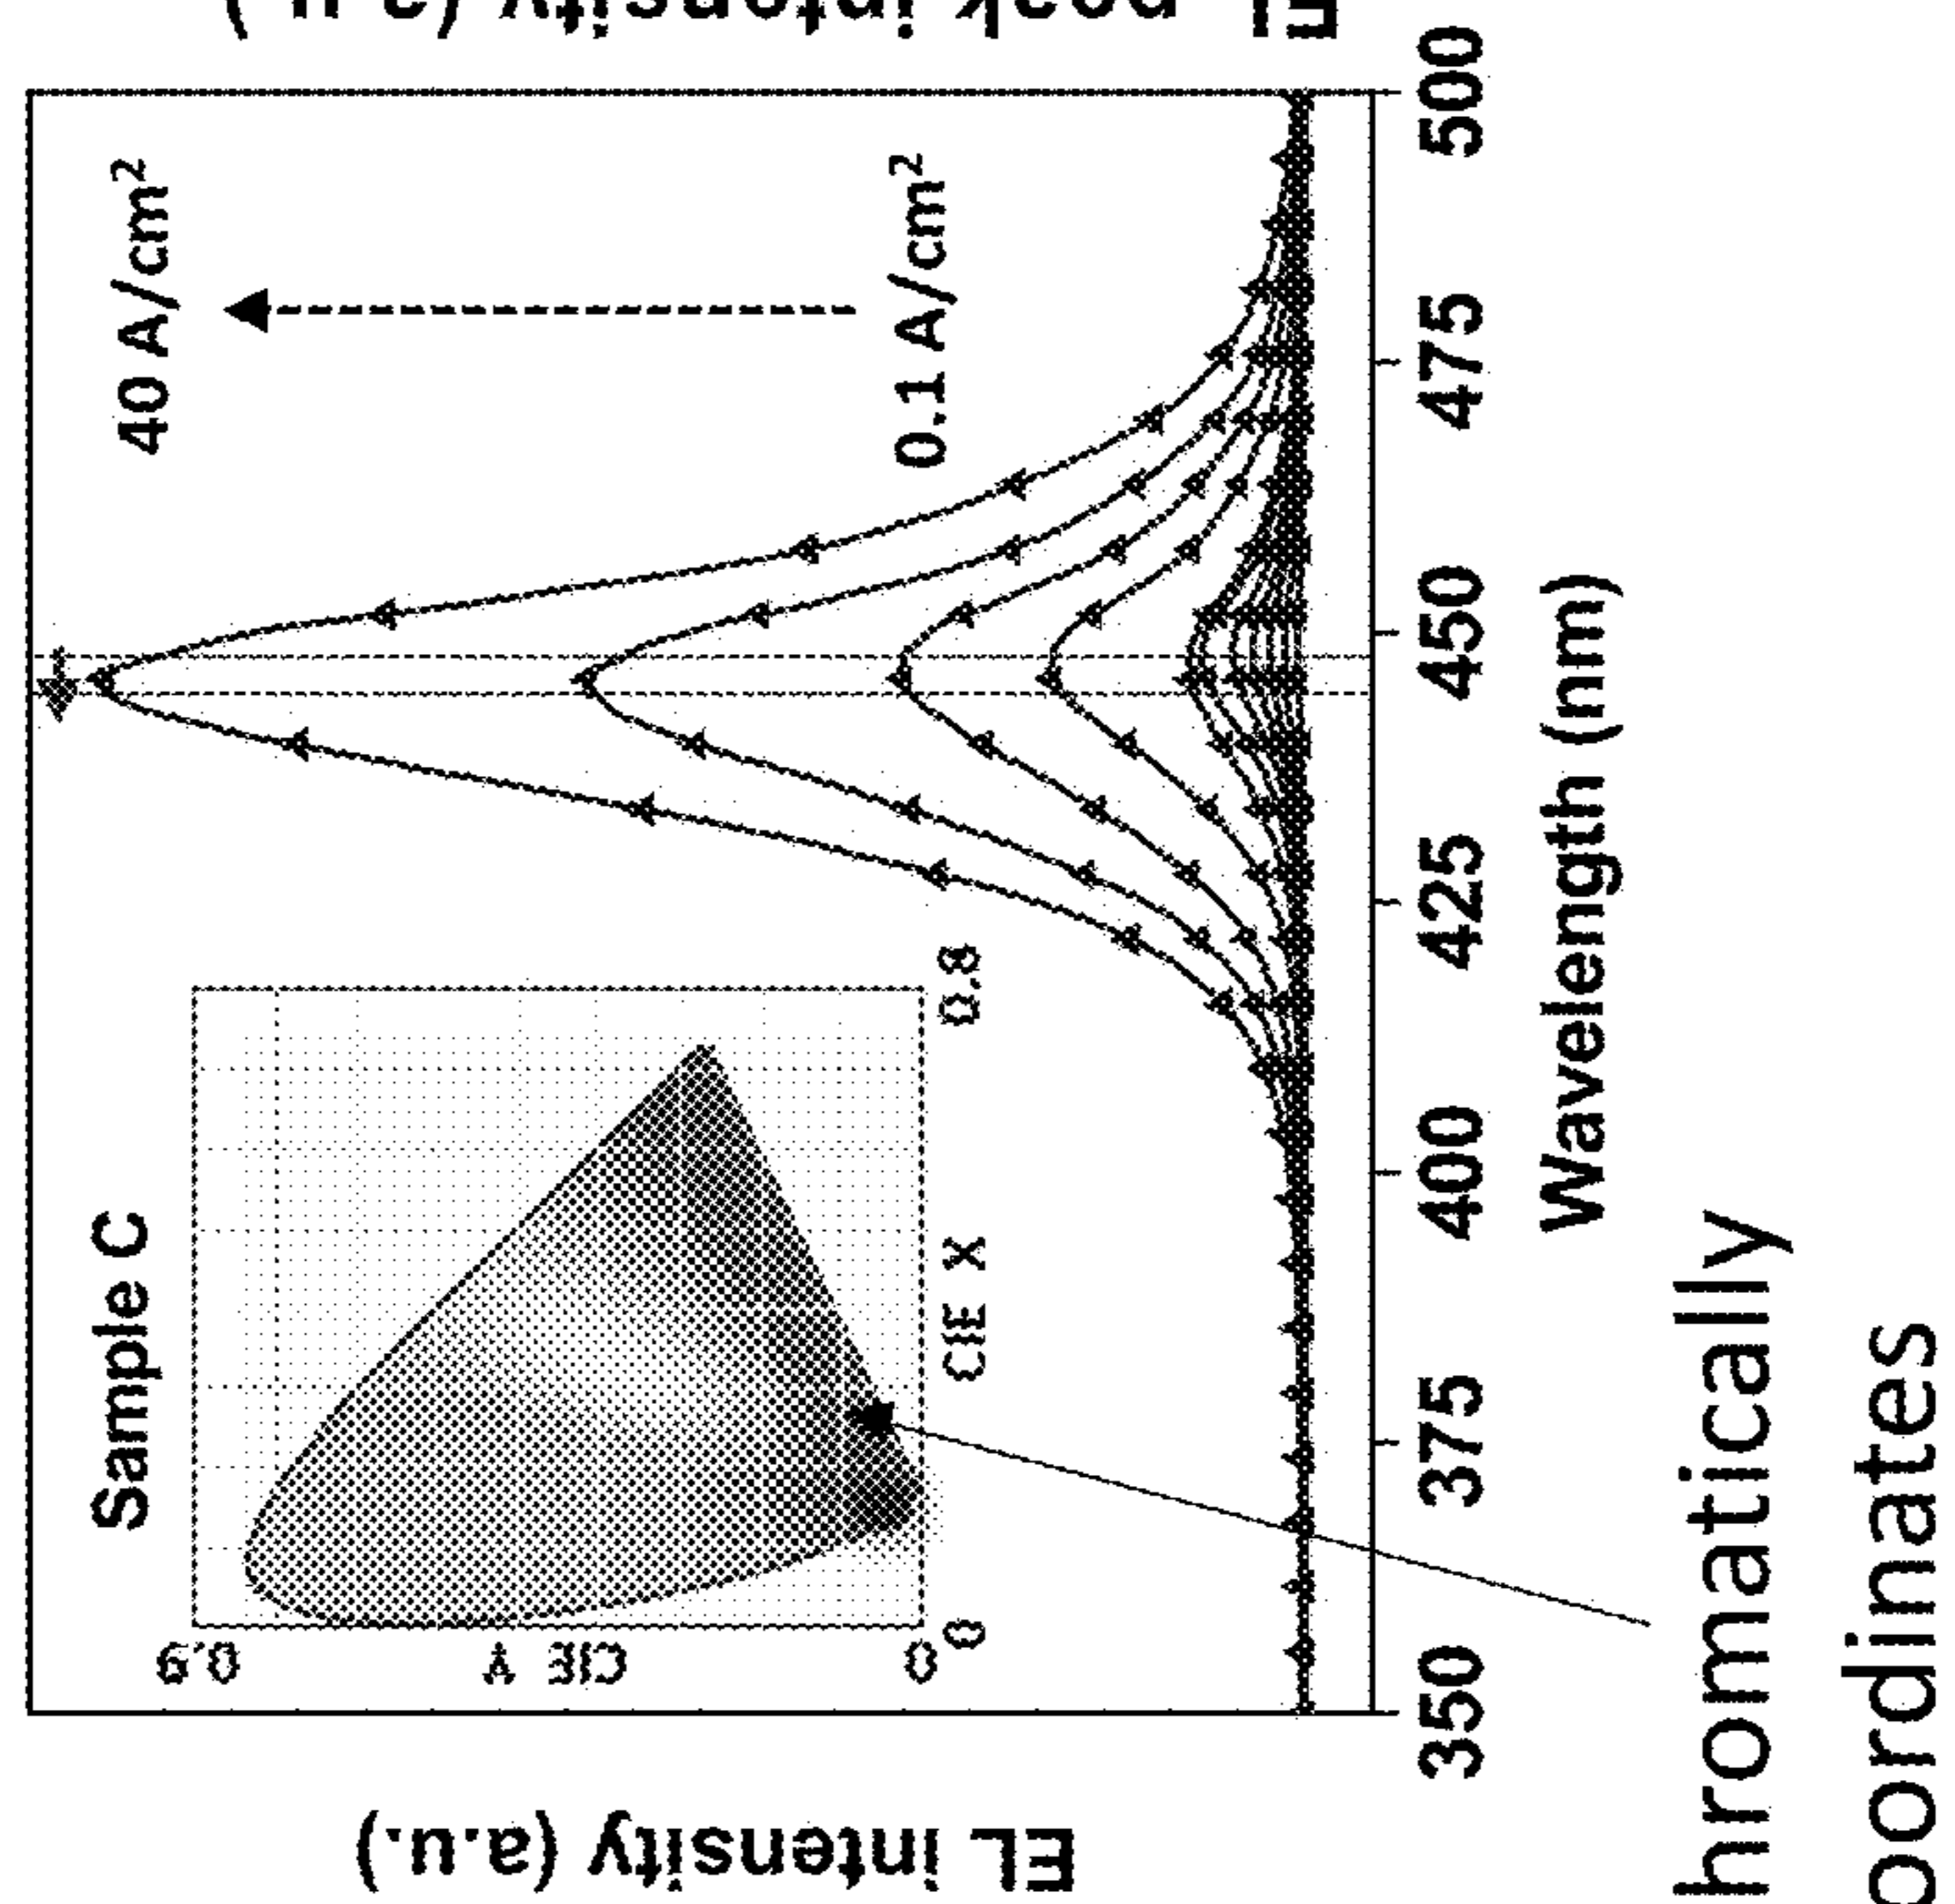 Sample C
40 A/cm²
0.1 A/cm²
EL intensity (a.u.)
0.9
CIE Y
0
0
CIE X
0.8
350
375
400
425
450
475
500
Wavelength (nm)
EL peak intensity (a.u.)
hromatically
oordinates